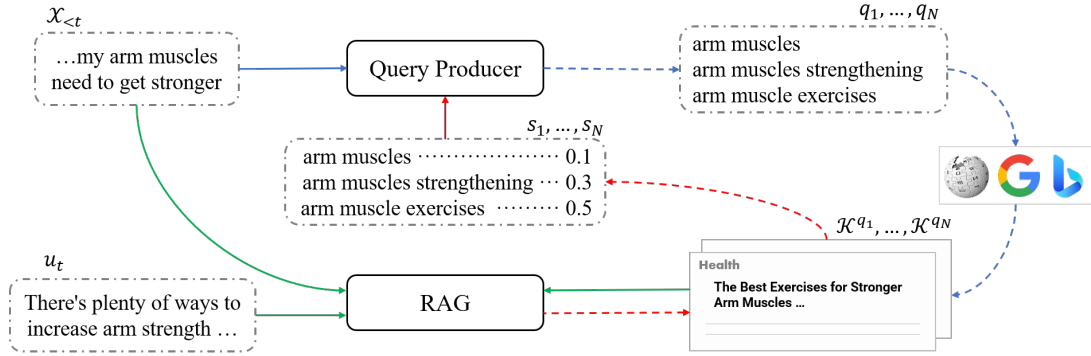 𝒳<t
…my arm muscles
need to get stronger
Query Producer
q1, …, qN
arm muscles
arm muscles strengthening
arm muscle exercises
s1, …, sN
arm muscles ···················· 0.1
arm muscles strengthening ··· 0.3
arm muscle exercises ········· 0.5
G
𝒦q1, …, 𝒦qN
Health
The Best Exercises for Stronger
Arm Muscles ...
ut
There's plenty of ways to
increase arm strength …
RAG